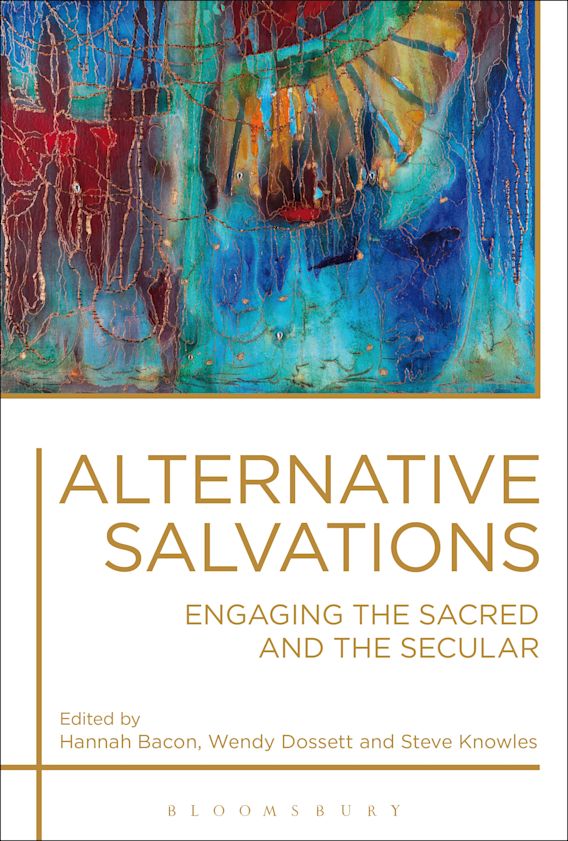 ALTERNATIVE
SALVATIONS
ENGAGING THE SACRED
AND THE SECULAR
Edited by
Hannah Bacon, Wendy Dossett and Steve Knowles
BLOOMSBURY